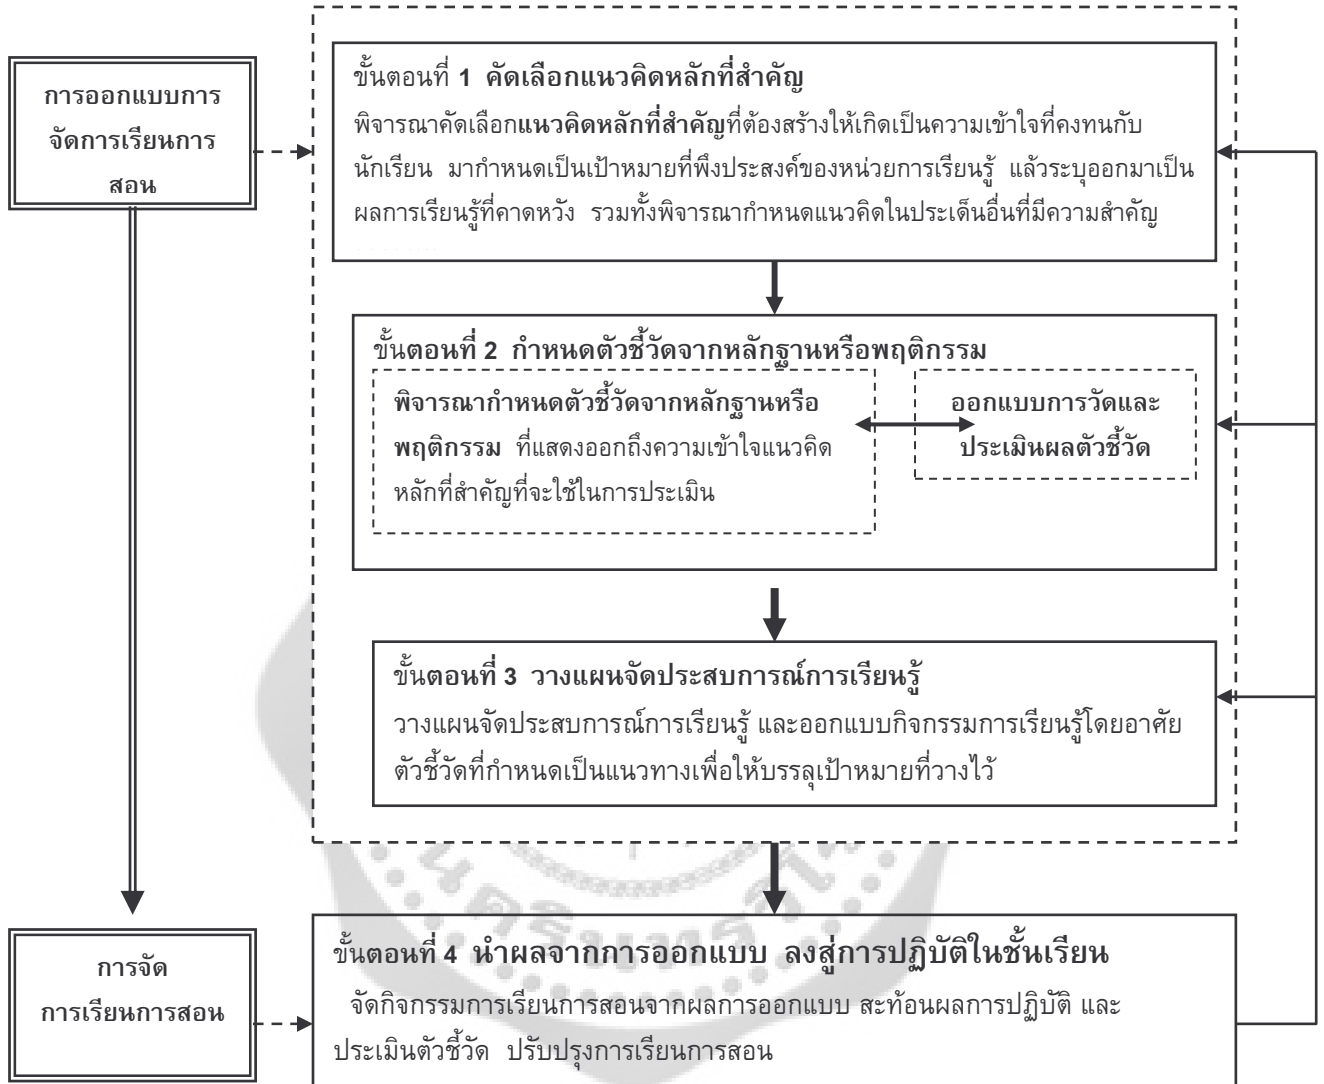 การออกแบบการ
จัดการเรียนการ
สอน
ขั้นตอนที่ 1 คัดเลือกแนวคิดหลักที่สำคัญ
พิจารณาคัดเลือกแนวคิดหลักที่สำคัญที่ต้องสร้างให้เกิดเป็นความเข้าใจที่คงทนกับ
นักเรียน มากำหนดเป็นเป้าหมายที่พึงประสงค์ของหน่วยการเรียนรู้ แล้วระบุออกมาเป็น
ผลการเรียนรู้ที่คาดหวัง รวมทั้งพิจารณากำหนดแนวคิดในประเด็นอื่นที่มีความสำคัญ
ขั้นตอนที่ 2 กำหนดตัวชี้วัดจากหลักฐานหรือพฤติกรรม
พิจารณากำหนดตัวชี้วัดจากหลักฐานหรือ
พฤติกรรม ที่แสดงออกถึงความเข้าใจแนวคิด
หลักที่สำคัญที่จะใช้ในการประเมิน
ออกแบบการวัดและ
ประเมินผลตัวชี้วัด
ขั้นตอนที่ 3 วางแผนจัดประสบการณ์การเรียนรู้
วางแผนจัดประสบการณ์การเรียนรู้ และออกแบบกิจกรรมการเรียนรู้โดยอาศัย
ตัวชี้วัดที่กำหนดเป็นแนวทางเพื่อให้บรรลุเป้าหมายที่วางไว้
การจัด
การเรียนการสอน
ขั้นตอนที่ 4 นำผลจากการออกแบบ ลงสู่การปฏิบัติในชั้นเรียน
จัดกิจกรรมการเรียนการสอนจากผลการออกแบบ สะท้อนผลการปฏิบัติ และ
ประเมินตัวชี้วัด ปรับปรุงการเรียนการสอน